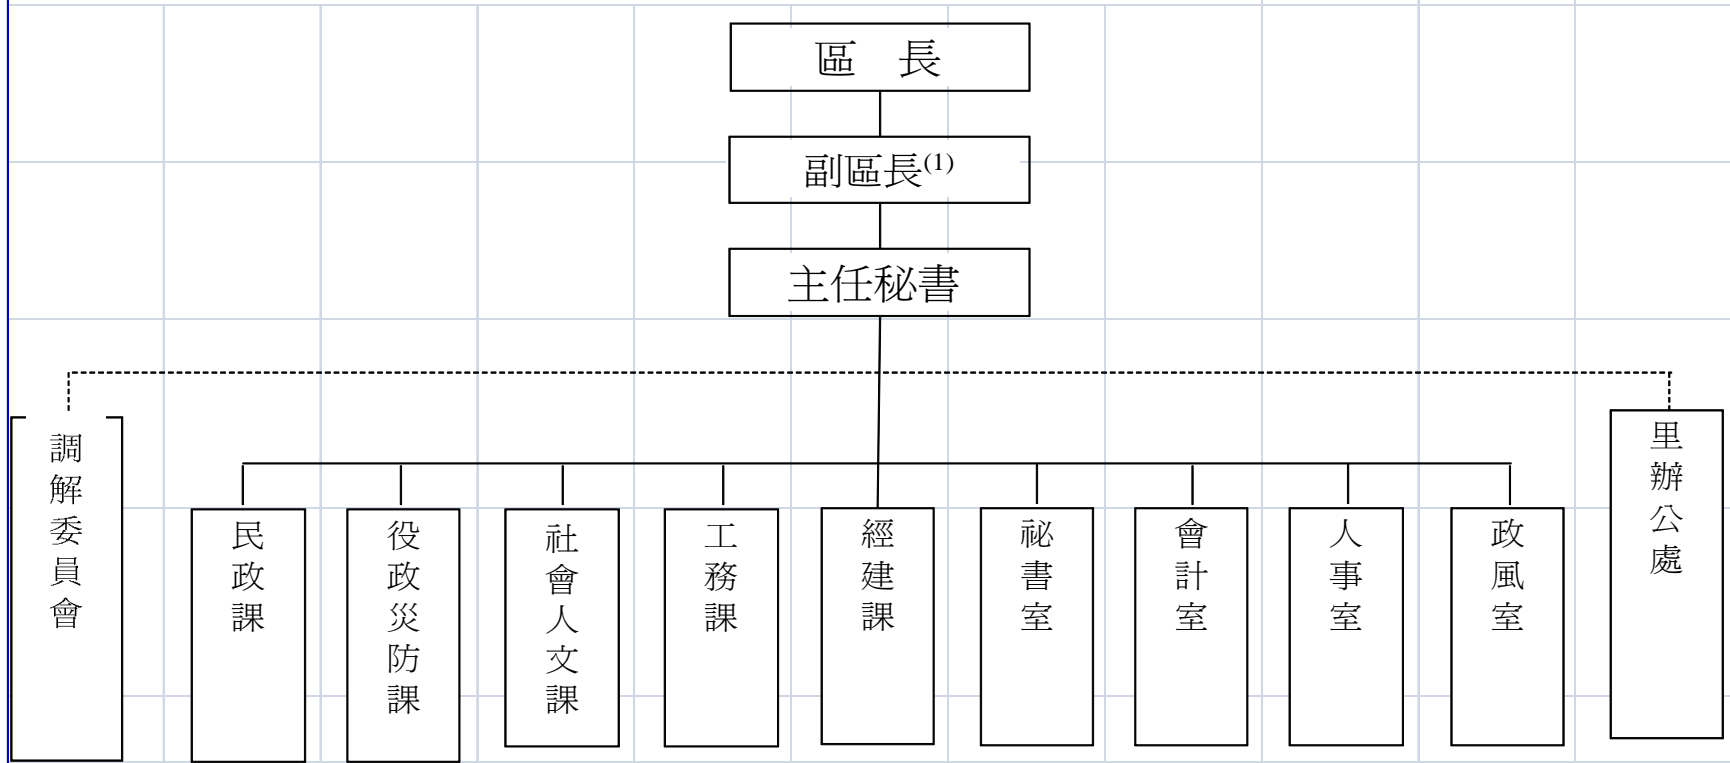 區 長
副區長(1)
主任秘書
調解委員會
民政課
役政災防課
社會人文課
工務課
經建課
祕書室
會計室
人事室
政風室
里辦公處